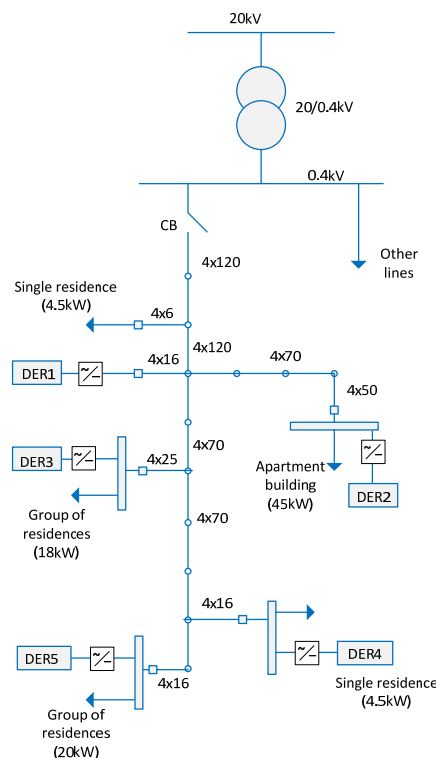 20kV
20/0.4kV
0.4kV
CB
Other
lines
4x120
Single residence
(4.5kW)
4x6
4x120
DER1
~/–
4x16
4x70
4x50
4x70
DER3
~/–
4x25
Apartment
building
(45kW)
~/–
DER2
Group of
residences
(18kW)
4x70
4x16
DER5
~/–
4x16
~/–
DER4
Single residence
(4.5kW)
Group of
residences
(20kW)